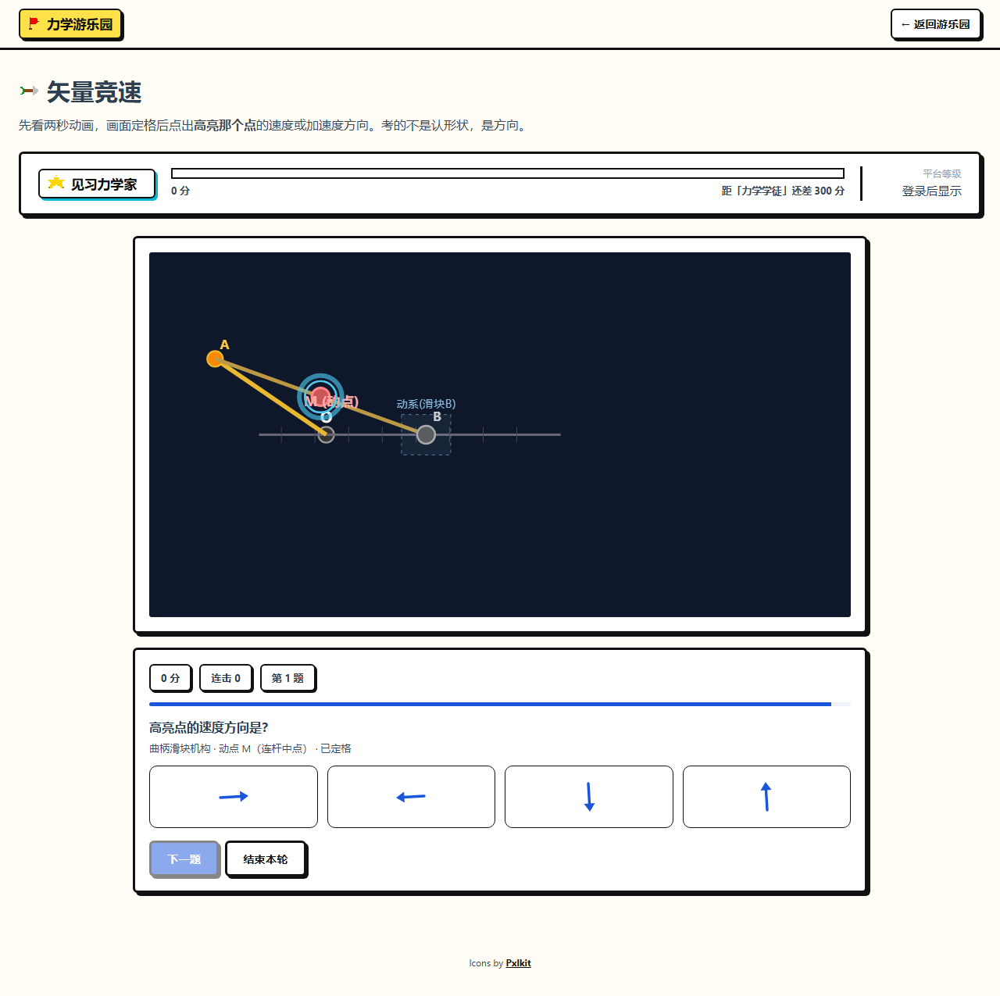 力学游乐园
← 返回游乐园
矢量竞速
先看两秒动画，画面定格后点出高亮那个点的速度或加速度方向。考的不是认形状，是方向。
见习力学家
0 分
距「力学学徒」还差 300 分
平台等级
登录后显示
A
M (动点)
O
动系(滑块B)
B
0 分
连击 0
第 1 题
高亮点的速度方向是?
曲柄滑块机构 · 动点 M（连杆中点） · 已定格
下一题
结束本轮
Icons by Pxlkit